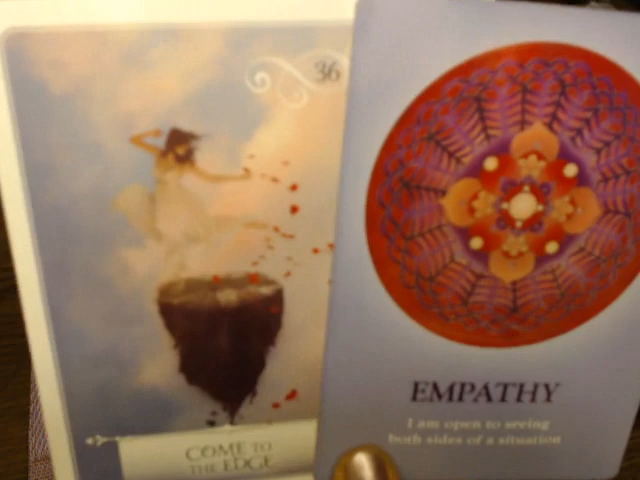 36
COME TO
THE EDGE
EMPATHY
I am open to seeing
both sides of a situation